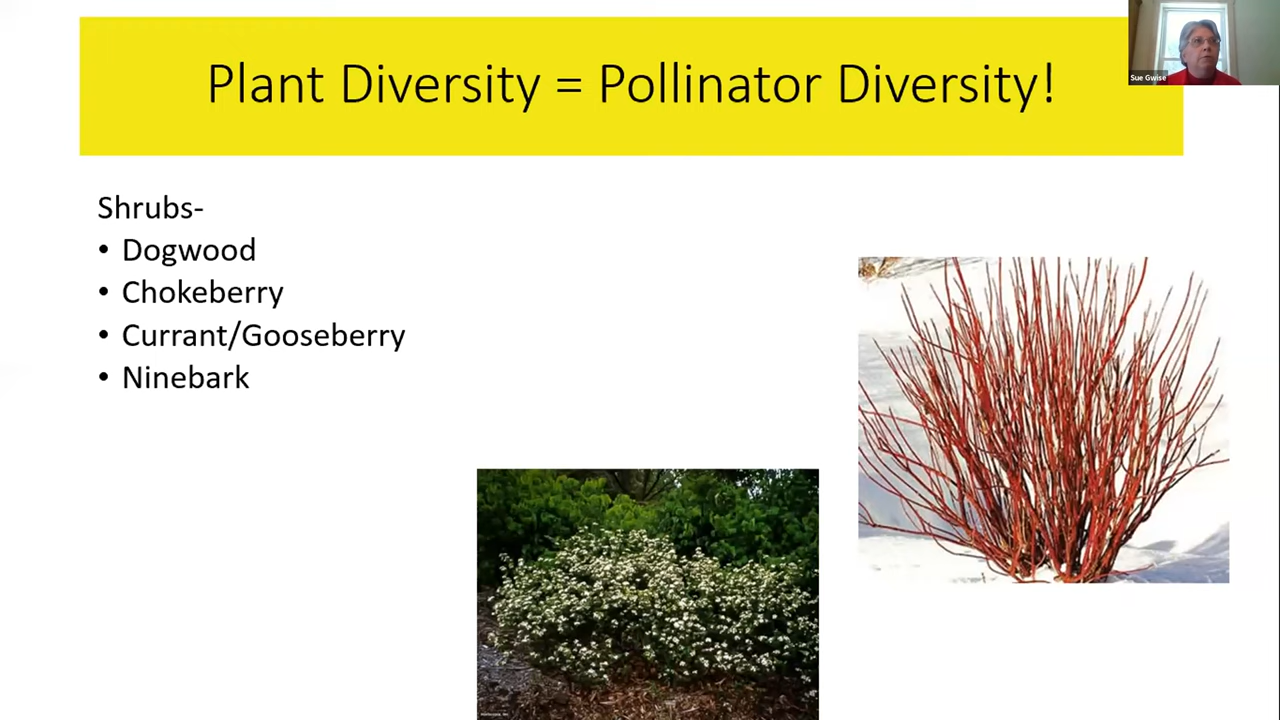 Plant Diversity = Pollinator Diversity!
Sue Gwise
Shrubs-
• Dogwood
• Chokeberry
• Currant/Gooseberry
• Ninebark